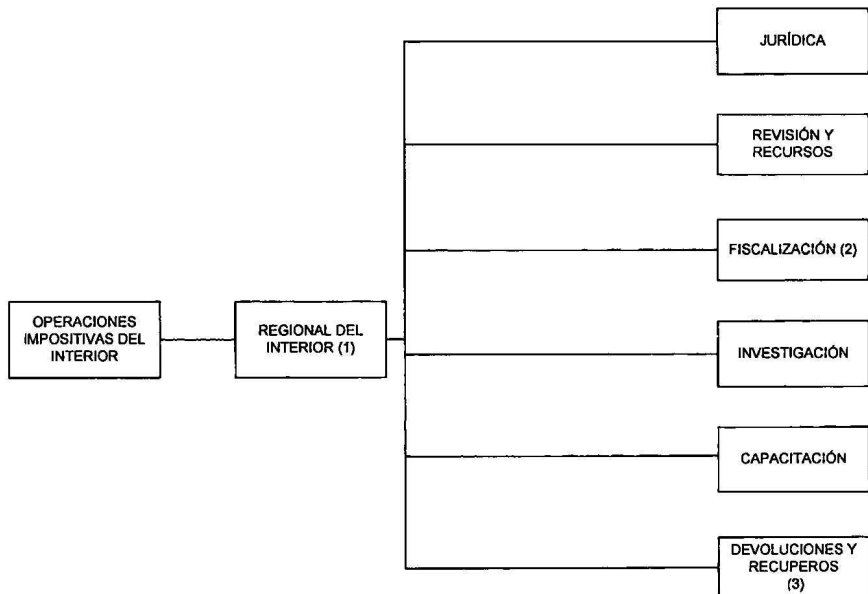 JURÍDICA
REVISIÓN Y
RECURSOS
FISCALIZACIÓN (2)
OPERACIONES
IMPOSITIVAS DEL
INTERIOR
REGIONAL DEL
INTERIOR (1)
INVESTIGACIÓN
CAPACITACIÓN
DEVOLUCIONES Y
RECUPEROS
(3)